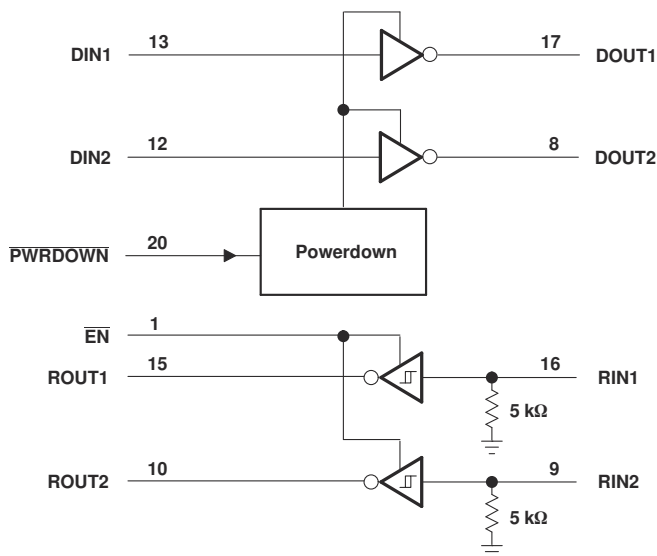 DIN1 13 17 DOUT1
DIN2 12 8 DOUT2
PWRDOWN 20 Powerdown
EN 1
ROUT1 15 16 RIN1
5 kΩ
ROUT2 10 9 RIN2
5 kΩ